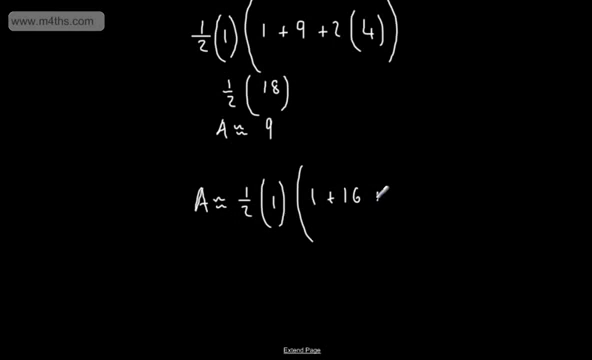 www.m4ths.com
½(1)(1 + 9 + 2(4))
½(18)
A ≈ 9
A ≈ ½(1)(1 + 16
Extend Page